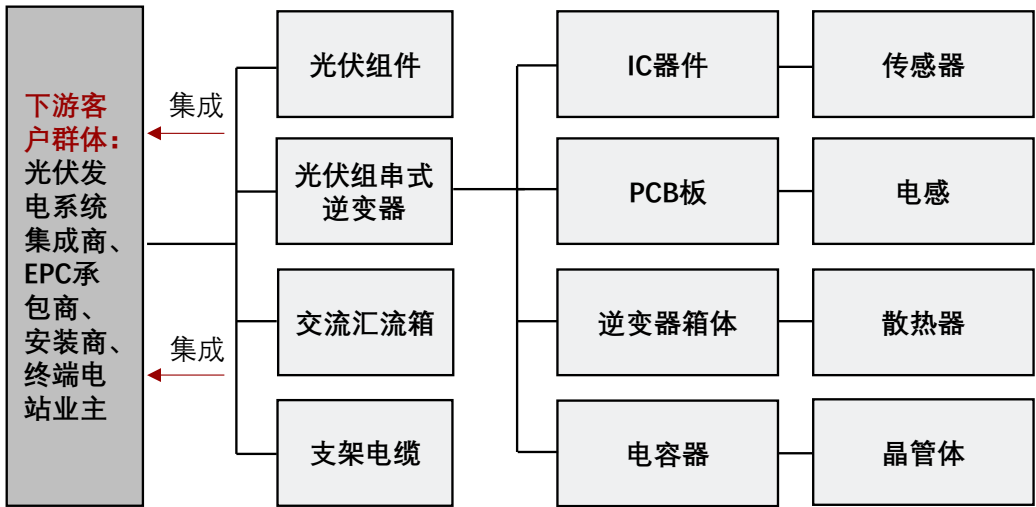 下游客
户群体：
光伏发
电系统
集成商、
EPC承
包商、
安装商、
终端电
站业主
集成
集成
光伏组件
光伏组串式
逆变器
交流汇流箱
支架电缆
IC器件
PCB板
逆变器箱体
电容器
传感器
电感
散热器
晶管体